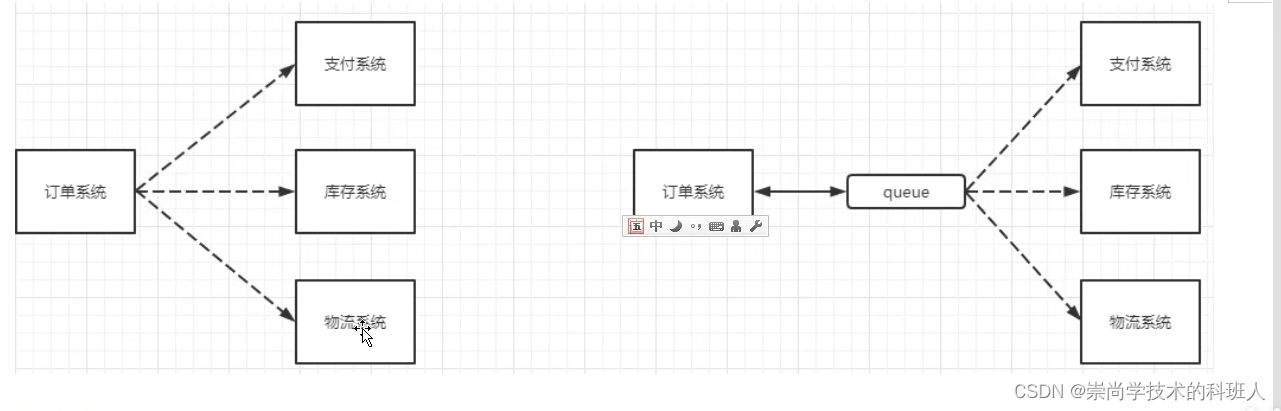 支付系统
订单系统
库存系统
物流系统
支付系统
订单系统
queue
库存系统
物流系统
五 中
CSDN @崇尚学技术的科班人